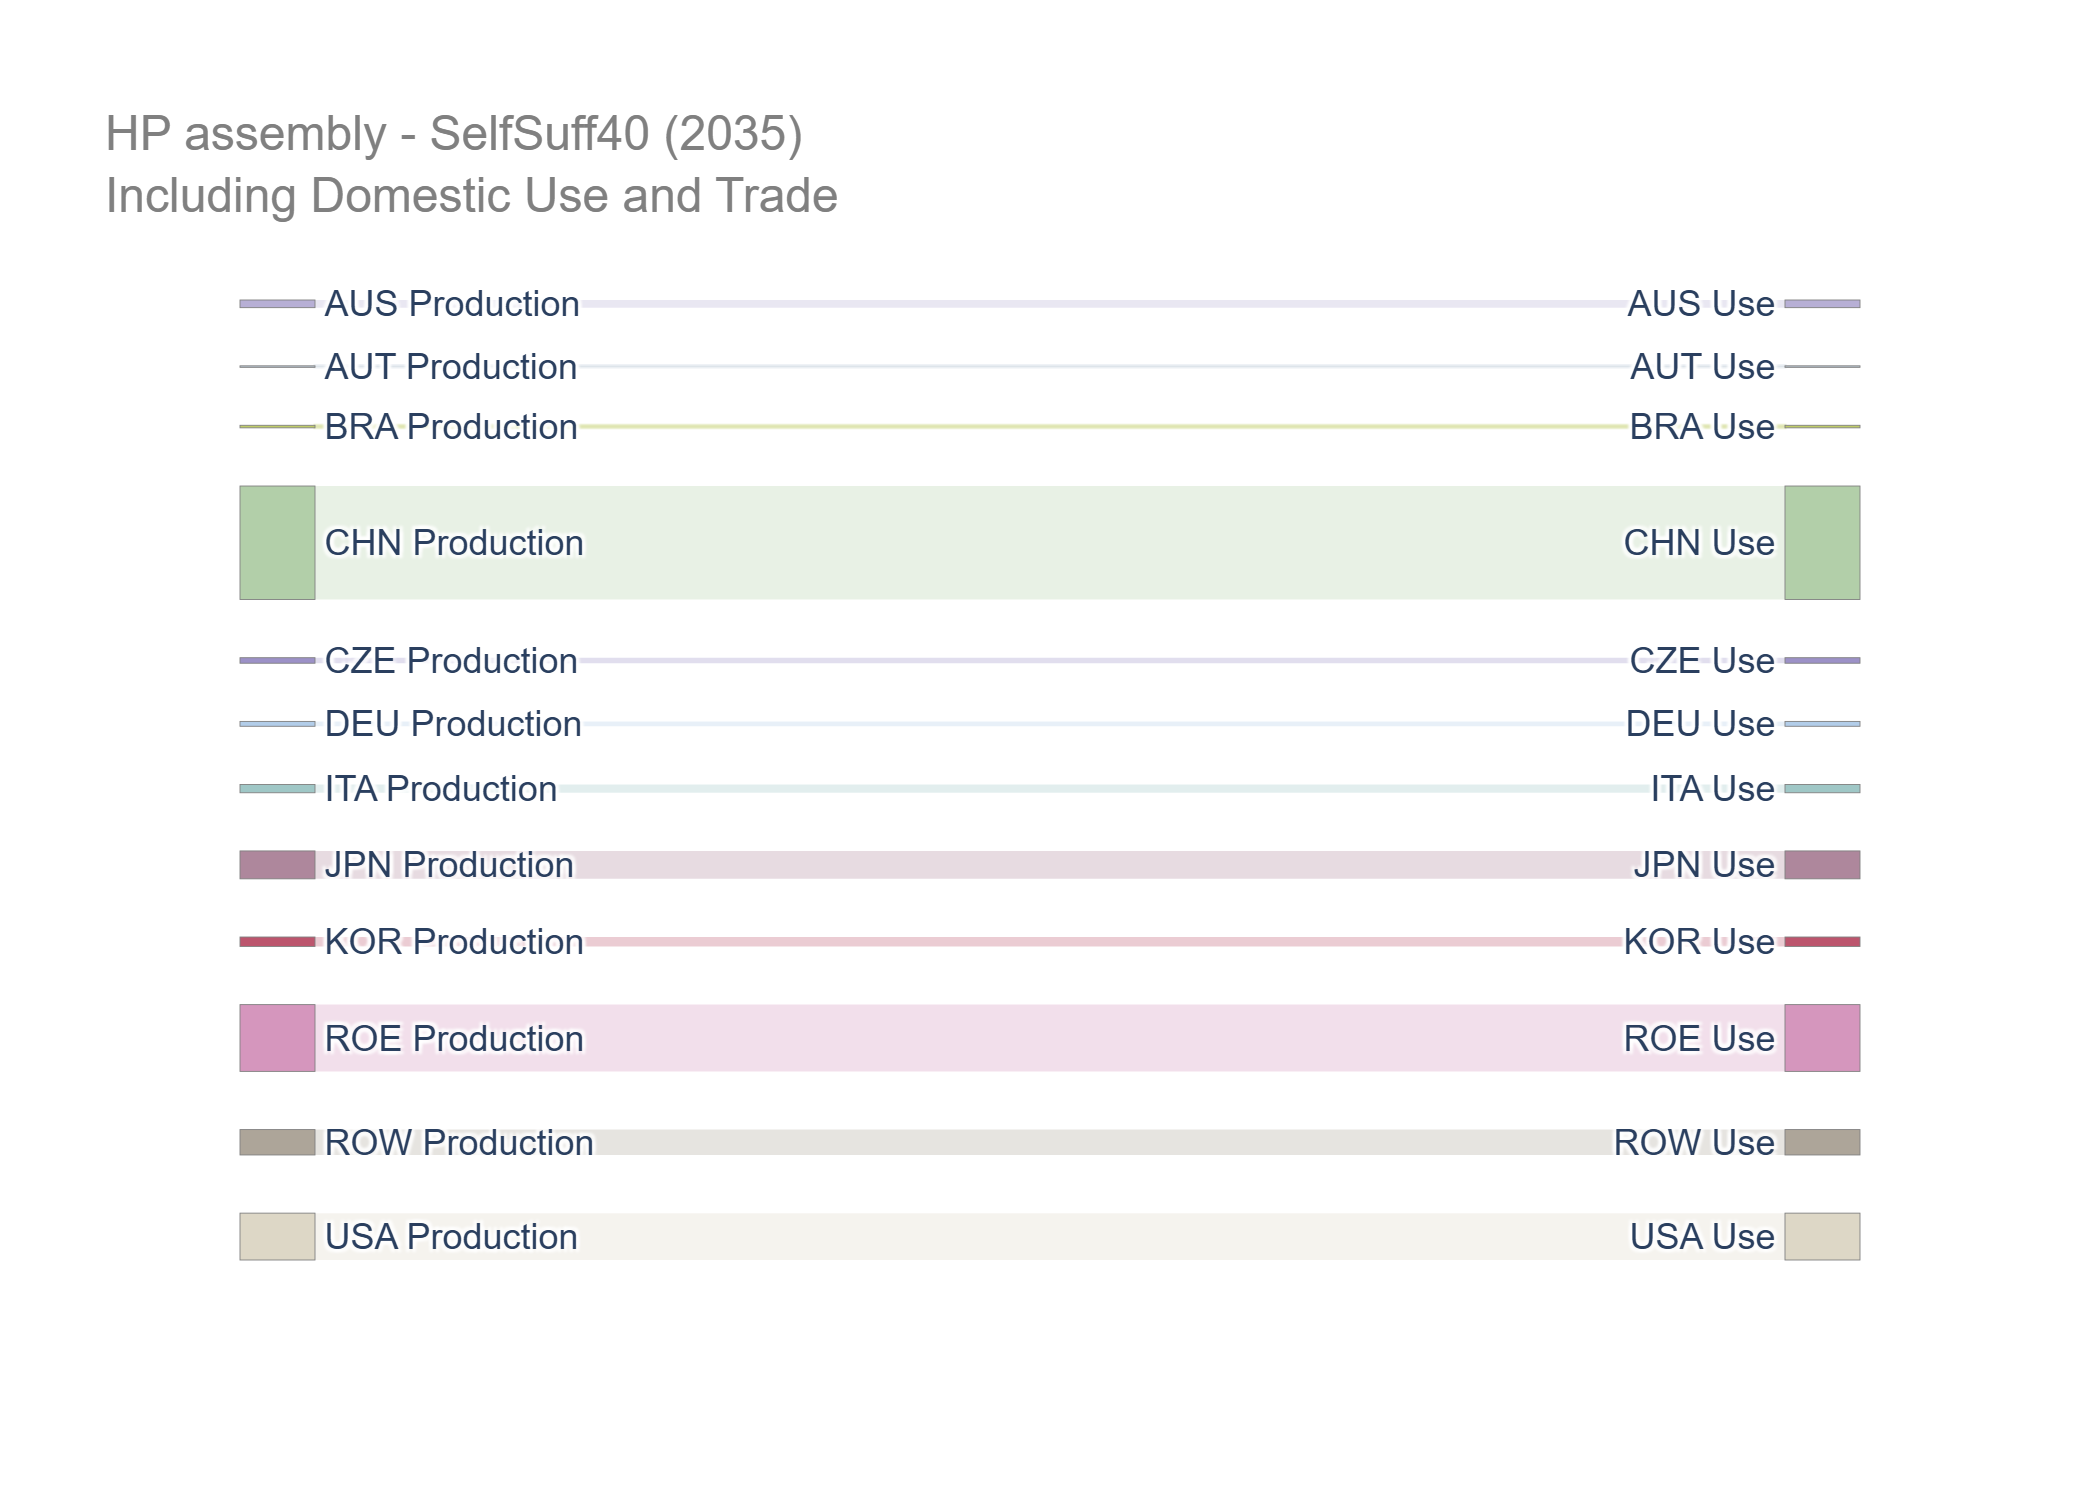 HP assembly - SelfSuff40 (2035)
Including Domestic Use and Trade
AUS Production
AUS Use
AUT Production
AUT Use
BRA Production
BRA Use
CHN Production
CHN Use
CZE Production
CZE Use
DEU Production
DEU Use
ITA Production
ITA Use
JPN Production
JPN Use
KOR Production
KOR Use
ROE Production
ROE Use
ROW Production
ROW Use
USA Production
USA Use